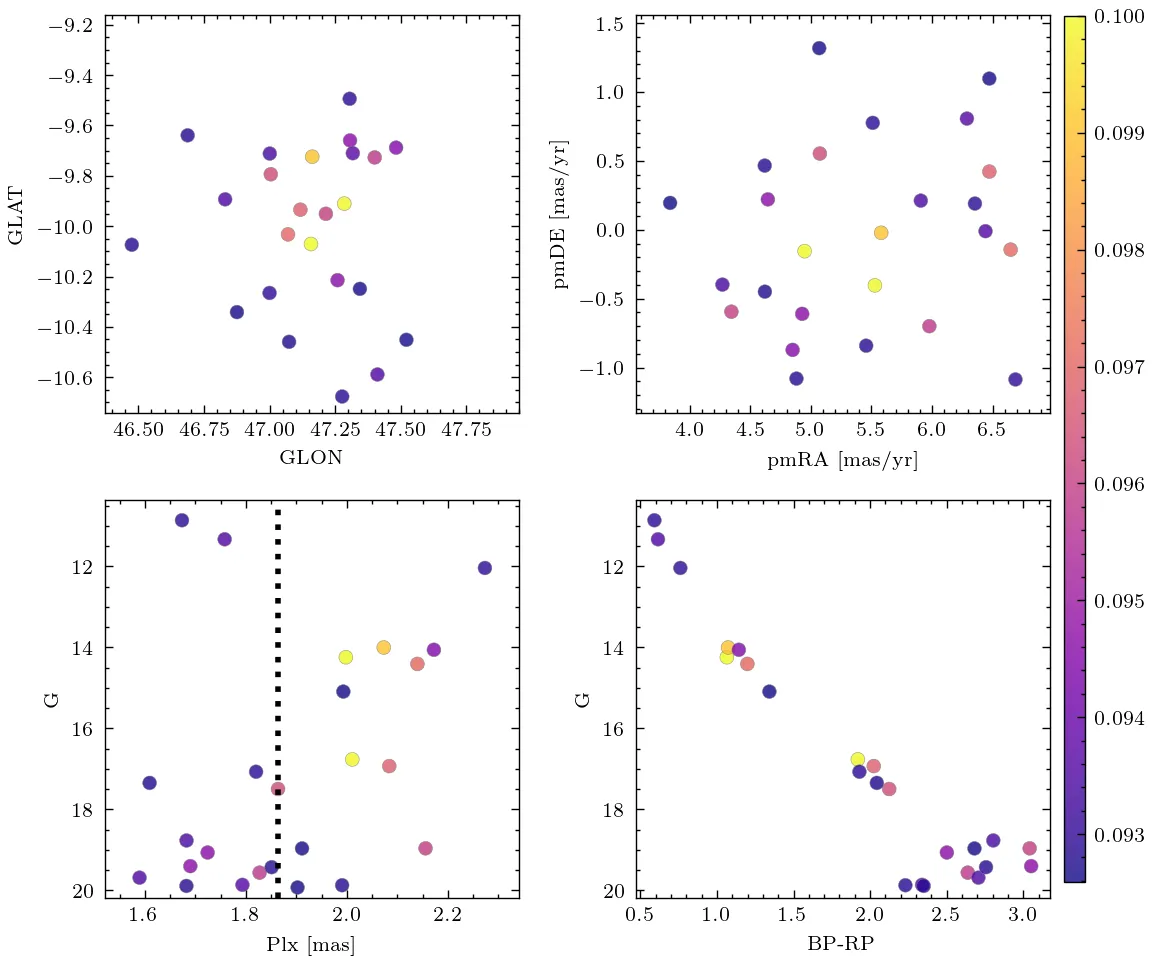 −9.2
−9.4
−9.6
−9.8
−10.0
−10.2
−10.4
−10.6
GLAT
46.50 46.75 47.00 47.25 47.50 47.75
GLON
1.5
1.0
0.5
0.0
−0.5
−1.0
pmDE [mas/yr]
4.0 4.5 5.0 5.5 6.0 6.5
pmRA [mas/yr]
0.100
0.099
0.098
0.097
0.096
0.095
0.094
0.093
12
14
16
18
20
G
1.6 1.8 2.0 2.2
Plx [mas]
12
14
16
18
20
G
0.5 1.0 1.5 2.0 2.5 3.0
BP-RP